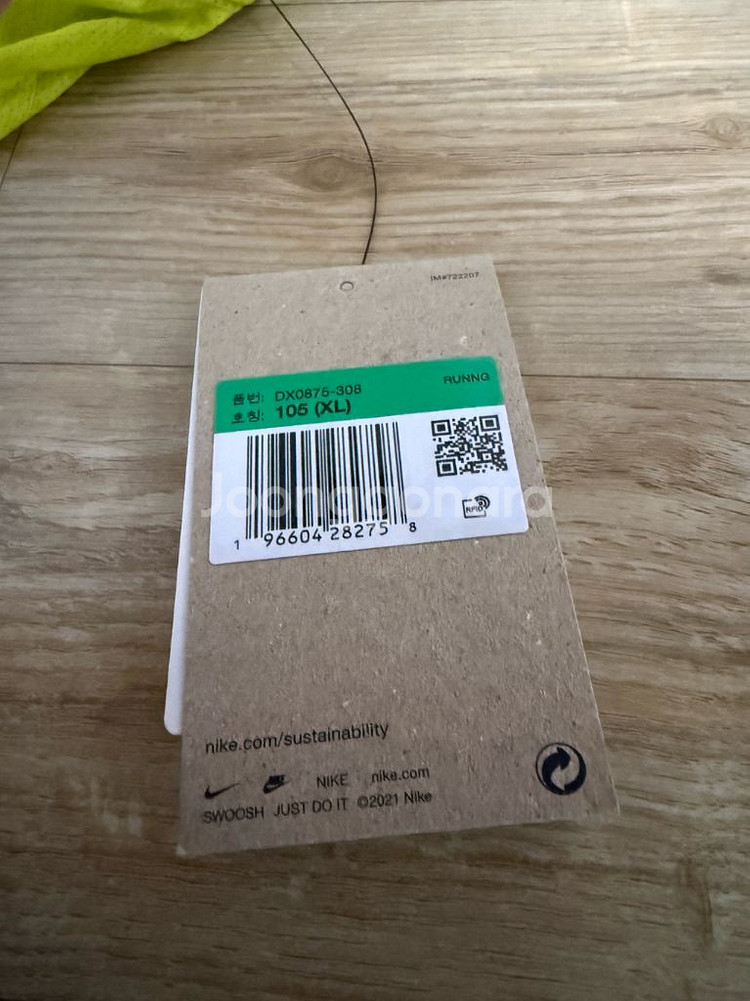 IM#722207
품번: DX0875-308
RUNNG
호칭: 105 (XL)
RFID
Joonggonara
1 96604 28275 8
nike.com/sustainability
NIKE nike.com
SWOOSH JUST DO IT ©2021 Nike